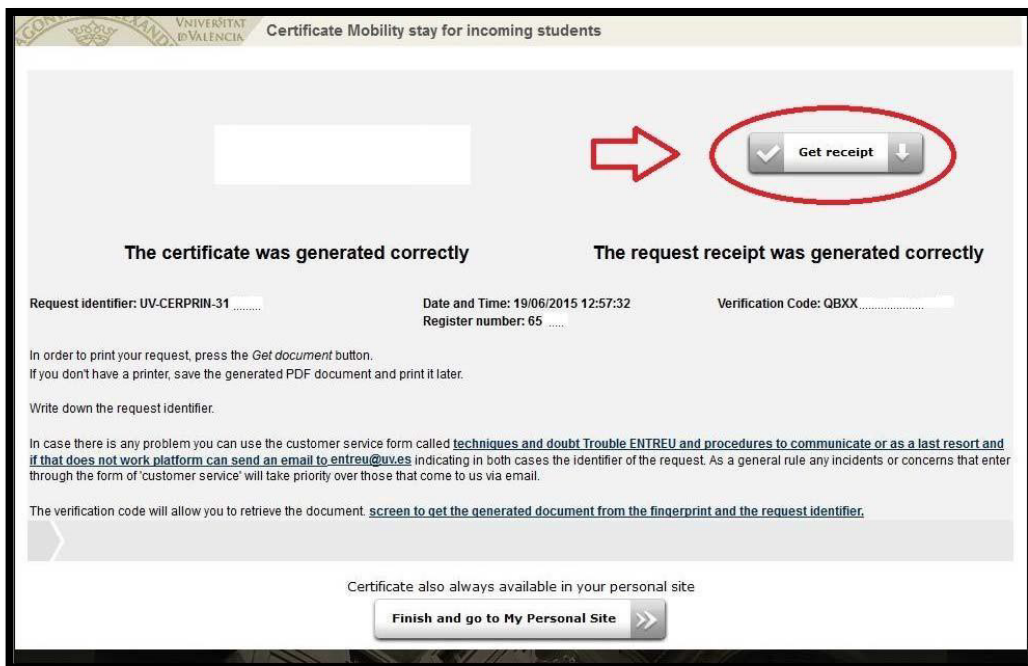 VNIVERSITAT
D VALENCIA
Certificate Mobility stay for incoming students
Get receipt
The certificate was generated correctly
The request receipt was generated correctly
Request identifier: UV-CERPRIN-31 .........
Date and Time: 19/06/2015 12:57:32
Verification Code: QBXX.....................
Register number: 65 .....
In order to print your request, press the Get document button.
If you don't have a printer, save the generated PDF document and print it later.
Write down the request identifier.
In case there is any problem you can use the customer service form called techniques and doubt Trouble ENTREU and procedures to communicate or as a last resort and
if that does not work platform can send an email to entreu@uv.es indicating in both cases the identifier of the request. As a general rule any incidents or concerns that enter
through the form of 'customer service' will take priority over those that come to us via email.
The verification code will allow you to retrieve the document. screen to get the generated document from the fingerprint and the request identifier.
Certificate also always available in your personal site
Finish and go to My Personal Site